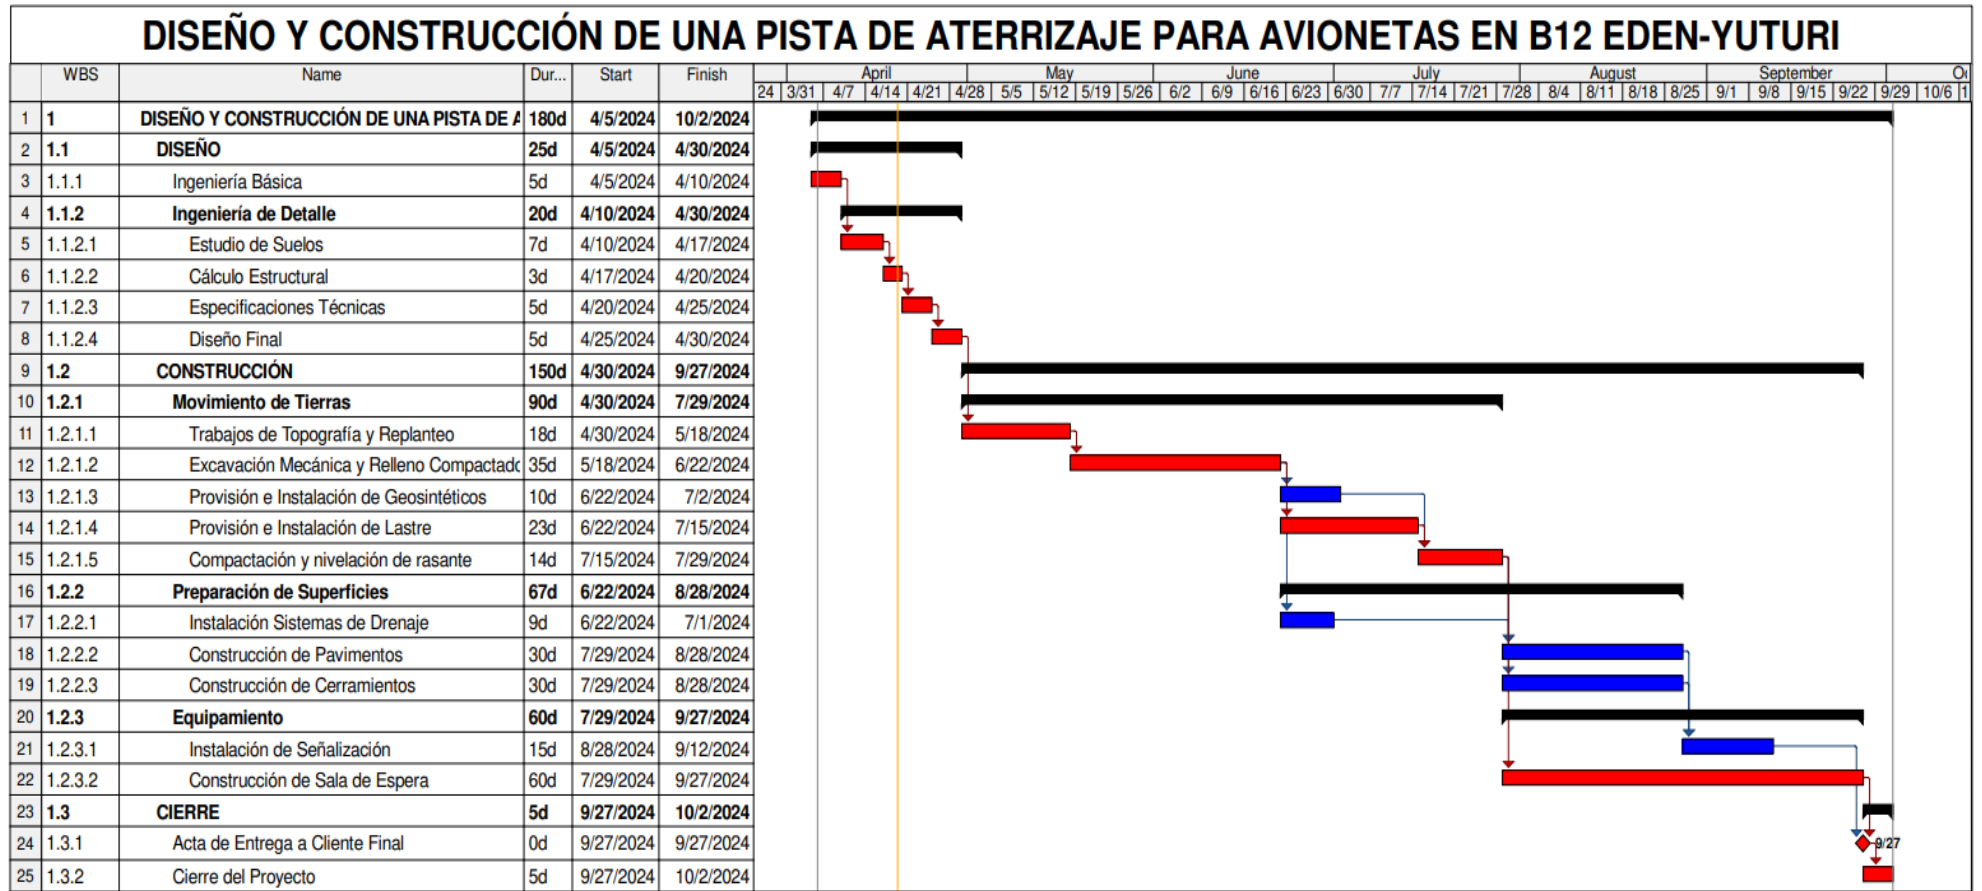 DISEÑO Y CONSTRUCCIÓN DE UNA PISTA DE ATERRIZAJE PARA AVIONETAS EN B12 EDEN-YUTURI
WBS Name Dur... Start Finish April May June July August September O
24 3/31 4/7 4/14 4/21 4/28 5/5 5/12 5/19 5/26 6/2 6/9 6/16 6/23 6/30 7/7 7/14 7/21 7/28 8/4 8/11 8/18 8/25 9/1 9/8 9/15 9/22 9/29 10/6 1
1 1 DISEÑO Y CONSTRUCCIÓN DE UNA PISTA DE A 180d 4/5/2024 10/2/2024
2 1.1 DISEÑO 25d 4/5/2024 4/30/2024
3 1.1.1 Ingeniería Básica 5d 4/5/2024 4/10/2024
4 1.1.2 Ingeniería de Detalle 20d 4/10/2024 4/30/2024
5 1.1.2.1 Estudio de Suelos 7d 4/10/2024 4/17/2024
6 1.1.2.2 Cálculo Estructural 3d 4/17/2024 4/20/2024
7 1.1.2.3 Especificaciones Técnicas 5d 4/20/2024 4/25/2024
8 1.1.2.4 Diseño Final 5d 4/25/2024 4/30/2024
9 1.2 CONSTRUCCIÓN 150d 4/30/2024 9/27/2024
10 1.2.1 Movimiento de Tierras 90d 4/30/2024 7/29/2024
11 1.2.1.1 Trabajos de Topografía y Replanteo 18d 4/30/2024 5/18/2024
12 1.2.1.2 Excavación Mecánica y Relleno Compactado 35d 5/18/2024 6/22/2024
13 1.2.1.3 Provisión e Instalación de Geosintéticos 10d 6/22/2024 7/2/2024
14 1.2.1.4 Provisión e Instalación de Lastre 23d 6/22/2024 7/15/2024
15 1.2.1.5 Compactación y nivelación de rasante 14d 7/15/2024 7/29/2024
16 1.2.2 Preparación de Superficies 67d 6/22/2024 8/28/2024
17 1.2.2.1 Instalación Sistemas de Drenaje 9d 6/22/2024 7/1/2024
18 1.2.2.2 Construcción de Pavimentos 30d 7/29/2024 8/28/2024
19 1.2.2.3 Construcción de Cerramientos 30d 7/29/2024 8/28/2024
20 1.2.3 Equipamiento 60d 7/29/2024 9/27/2024
21 1.2.3.1 Instalación de Señalización 15d 8/28/2024 9/12/2024
22 1.2.3.2 Construcción de Sala de Espera 60d 7/29/2024 9/27/2024
23 1.3 CIERRE 5d 9/27/2024 10/2/2024
24 1.3.1 Acta de Entrega a Cliente Final 0d 9/27/2024 9/27/2024 9/27
25 1.3.2 Cierre del Proyecto 5d 9/27/2024 10/2/2024